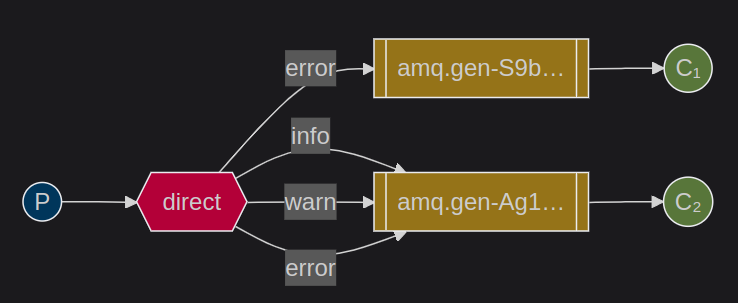 error
amq.gen-S9b...
C₁
info
P
direct
warn
amq.gen-Ag1...
C₂
error